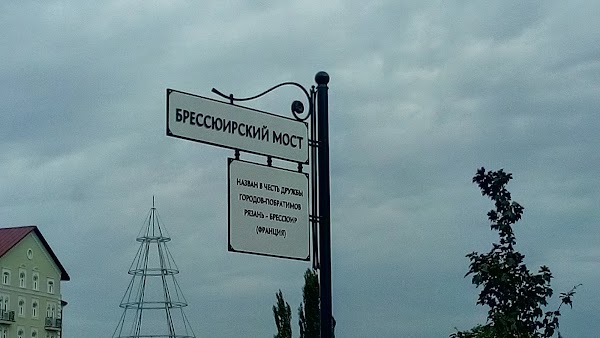 БРЕССЮИРСКИЙ МОСТ
НАЗВАН В ЧЕСТЬ ДРУЖБЫ
ГОРОДОВ-ПОБРАТИМОВ
РЯЗАНЬ - БРЕССЮИР
(ФРАНЦИЯ)